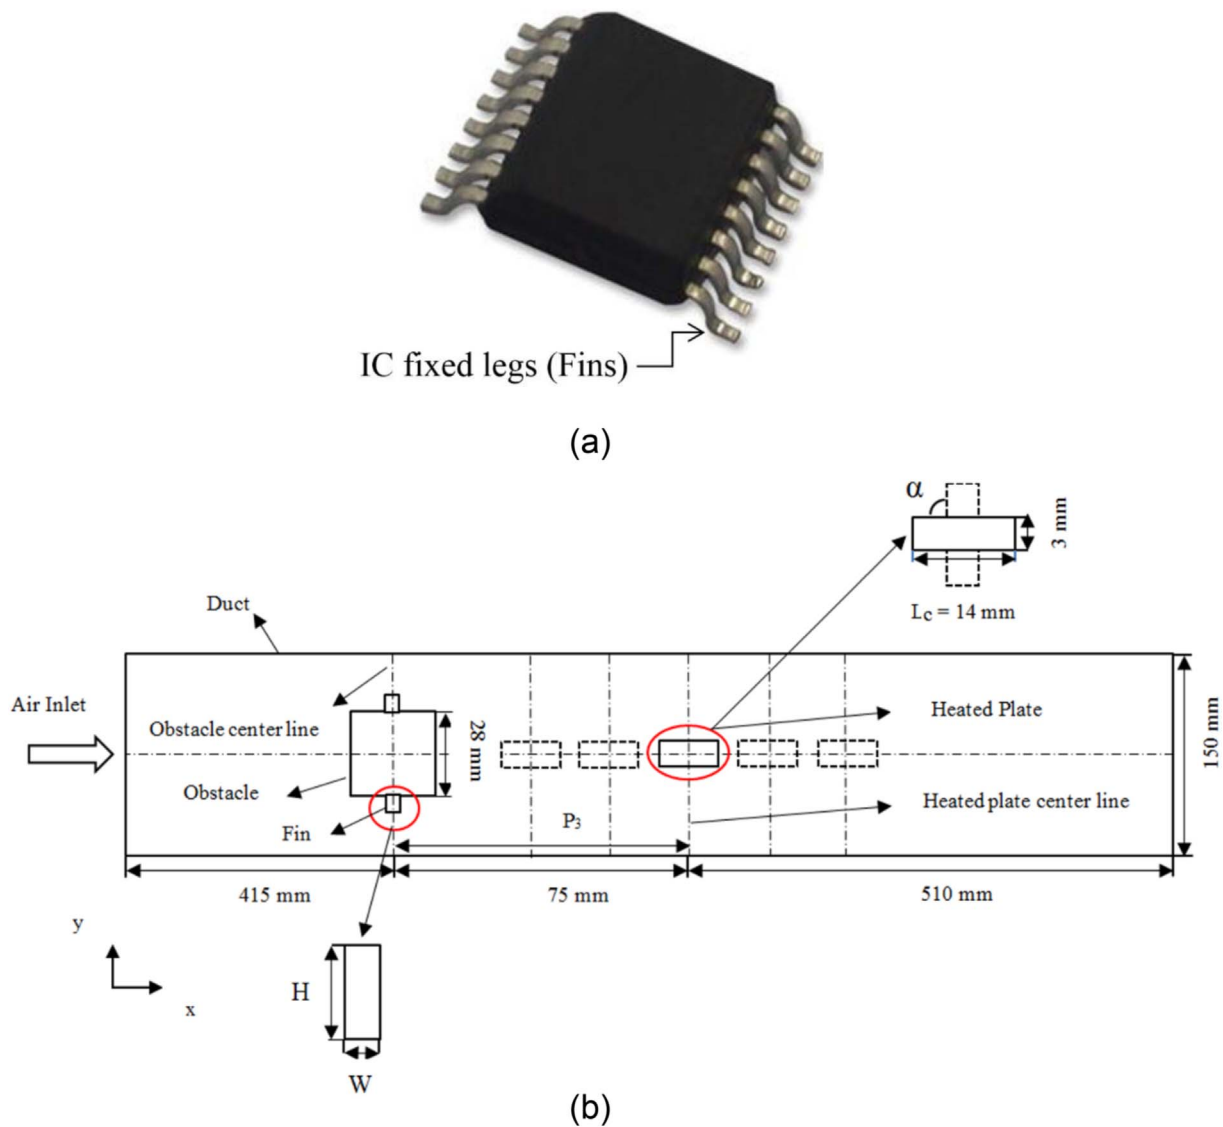 IC fixed legs (Fins)
(a)
α
3 mm
Lc = 14 mm
Duct
Air Inlet
Obstacle center line
28 mm
Heated Plate
150 mm
Obstacle
Heated plate center line
Fin
P3
415 mm
75 mm
510 mm
y
x
H
W
(b)